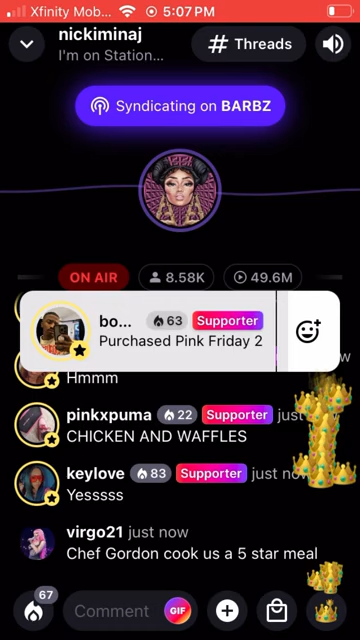 Xfinity Mob... 5:07 PM
nickiminaj
I'm on Station...
# Threads
Syndicating on BARBZ
ON AIR 8.58K 49.6M
bo... 63 Supporter
Purchased Pink Friday 2
Hmmm
pinkxpuma 22 Supporter just
CHICKEN AND WAFFLES
keylove 83 Supporter just now
Yesssss
virgo21 just now
Chef Gordon cook us a 5 star meal
67
Comment GIF